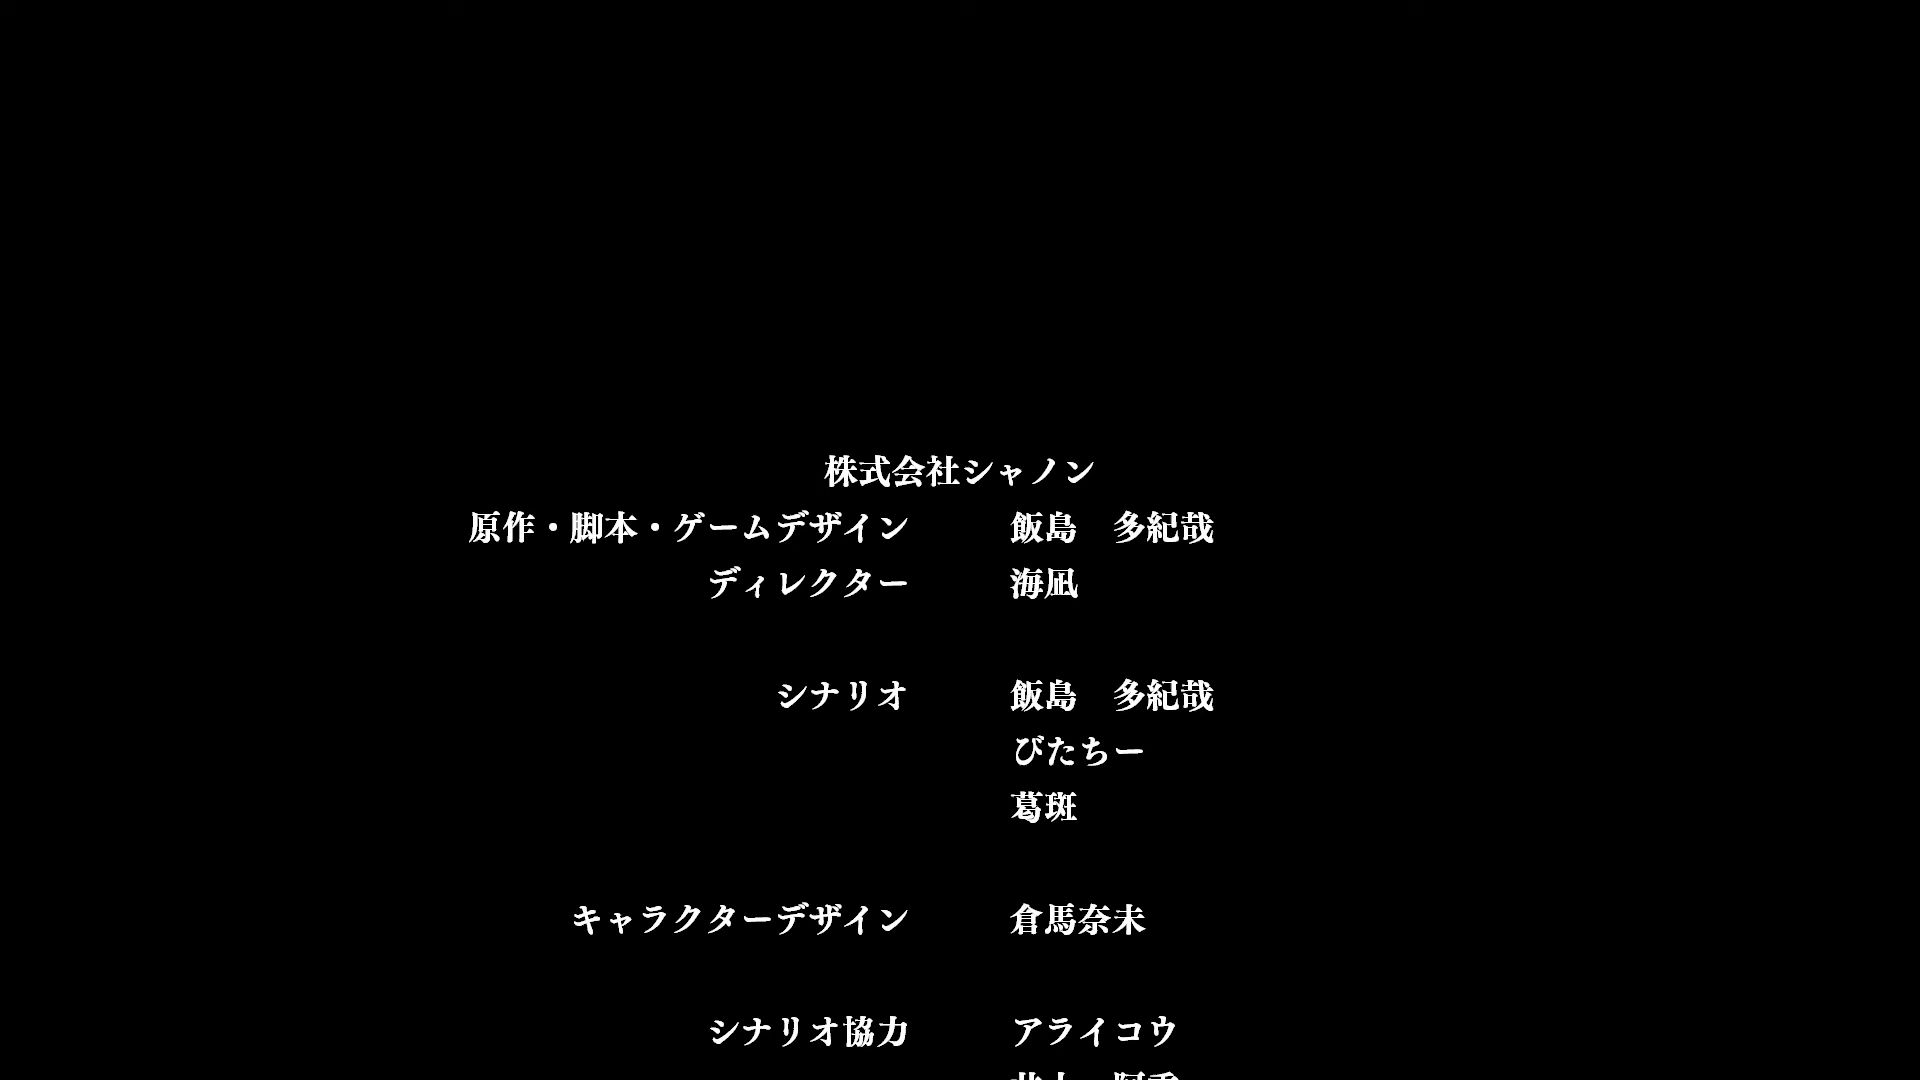 株式会社シャノン
原作・脚本・ゲームデザイン　飯島　多紀哉
ディレクター　海凪
シナリオ　飯島　多紀哉
びたちー
葛斑
キャラクターデザイン　倉馬奈未
シナリオ協力　アライコウ